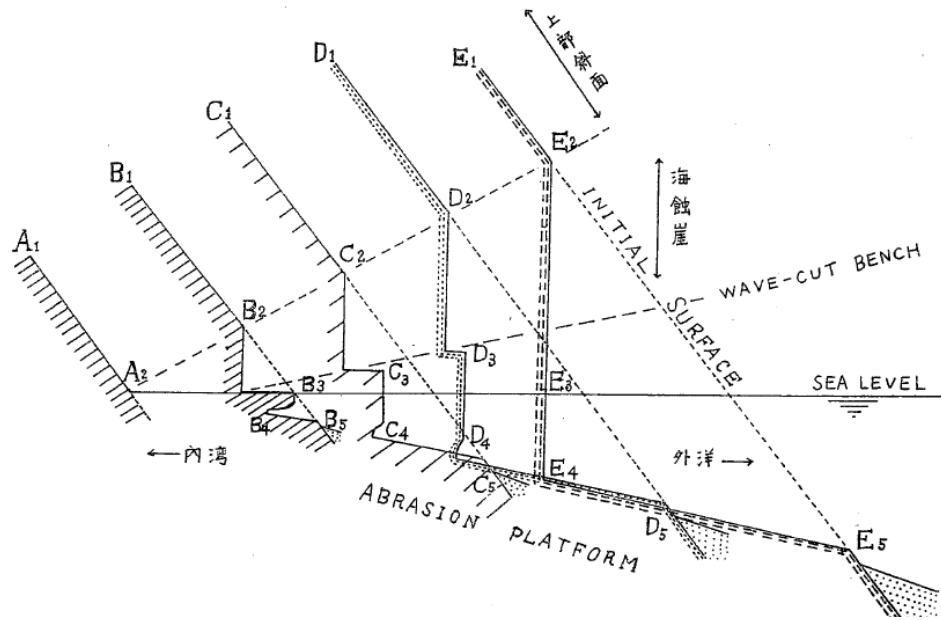 上部斜面
D1
E1
C1
E2
B1
海蝕崖
D2
INITIAL SURFACE
A1
C2
WAVE-CUT BENCH
B2
D3
A2
C3
B3
E3
SEA LEVEL
B4
B5
C4
D4
內湾
外洋
E4
C5
ABRASION PLATFORM
D5
E5